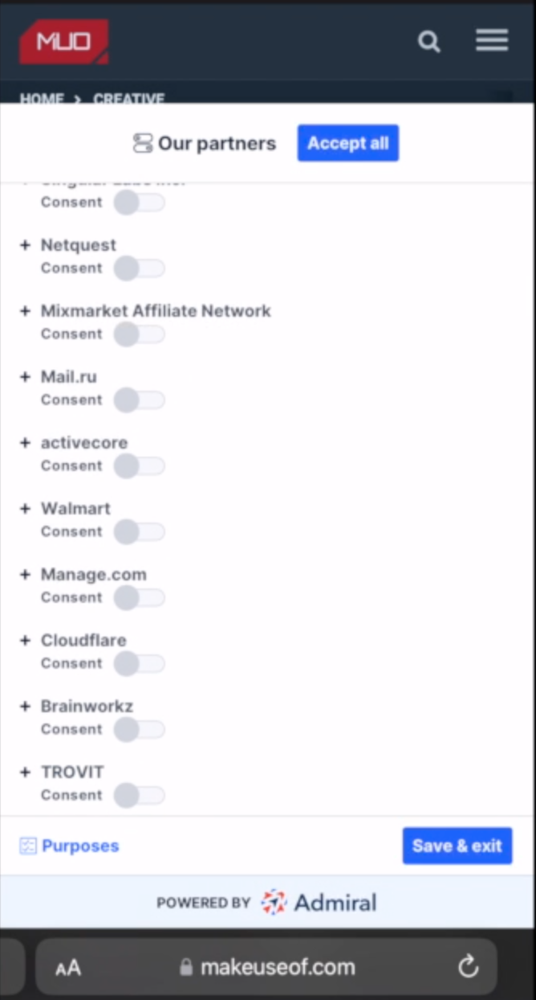 MUO
HOME > CREATIVE
Our partners
Accept all
Consent
+ Netquest
Consent
+ Mixmarket Affiliate Network
Consent
+ Mail.ru
Consent
+ activecore
Consent
+ Walmart
Consent
+ Manage.com
Consent
+ Cloudflare
Consent
+ Brainworkz
Consent
+ TROVIT
Consent
Purposes
Save & exit
POWERED BY Admiral
AA makeuseof.com